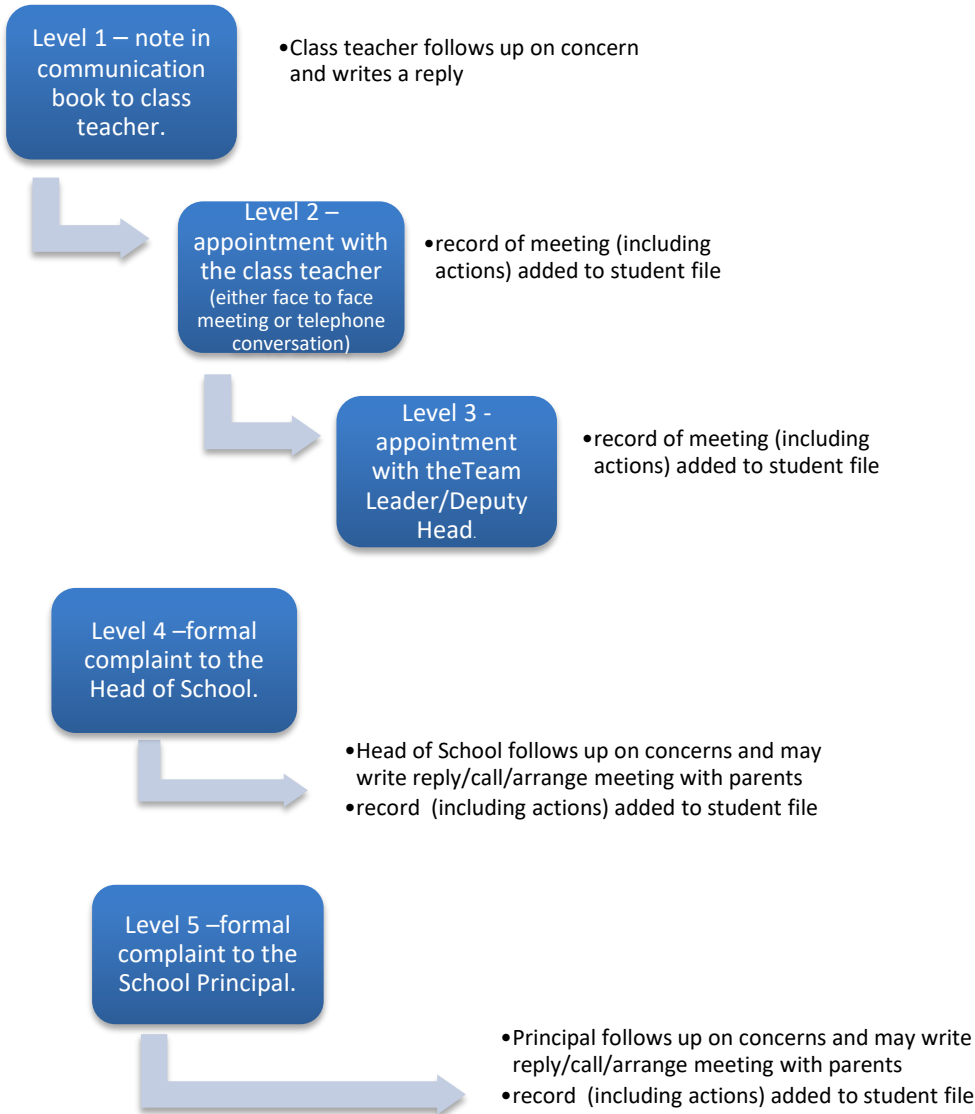 Level 1 – note in
communication
book to class
teacher.
•Class teacher follows up on concern
and writes a reply
Level 2 –
appointment with
the class teacher
(either face to face
meeting or telephone
conversation)
•record of meeting (including
actions) added to student file
Level 3 -
appointment
with theTeam
Leader/Deputy
Head.
•record of meeting (including
actions) added to student file
Level 4 –formal
complaint to the
Head of School.
•Head of School follows up on concerns and may
write reply/call/arrange meeting with parents
•record  (including actions) added to student file
Level 5 –formal
complaint to the
School Principal.
•Principal follows up on concerns and may write
reply/call/arrange meeting with parents
•record  (including actions) added to student file